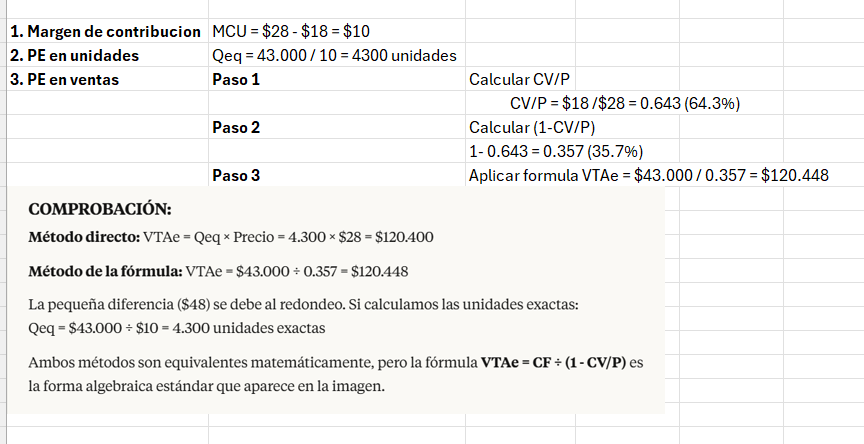 1. Margen de contribucion MCU = $28 - $18 = $10
2. PE en unidades Qeq = 43.000 / 10 = 4300 unidades
3. PE en ventas Paso 1 Calcular CV/P
CV/P = $18 /$28 = 0.643 (64.3%)
Paso 2 Calcular (1-CV/P)
1- 0.643 = 0.357 (35.7%)
Paso 3 Aplicar formula VTAe = $43.000 / 0.357 = $120.448
COMPROBACIÓN:
Método directo: VTAe = Qeq × Precio = 4.300 × $28 = $120.400
Método de la fórmula: VTAe = $43.000 ÷ 0.357 = $120.448
La pequeña diferencia ($48) se debe al redondeo. Si calculamos las unidades exactas:
Qeq = $43.000 ÷ $10 = 4.300 unidades exactas
Ambos métodos son equivalentes matemáticamente, pero la fórmula VTAe = CF ÷ (1 - CV/P) es
la forma algebraica estándar que aparece en la imagen.